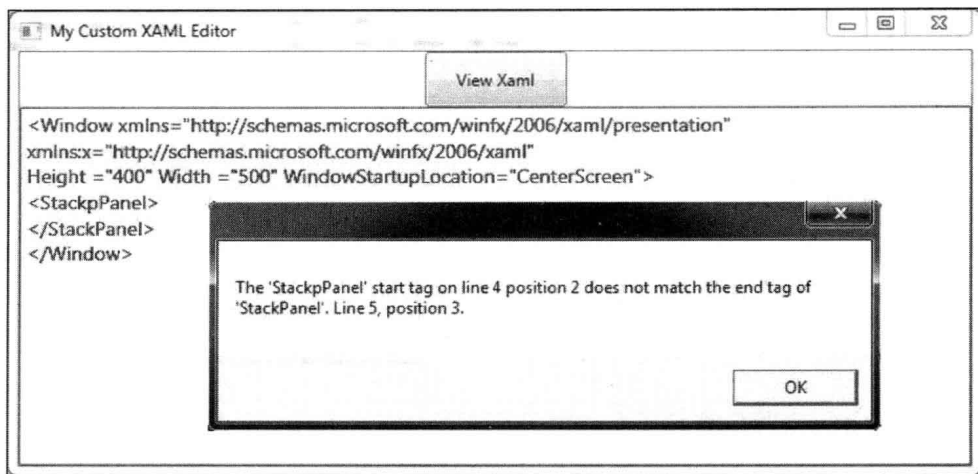 My Custom XAML Editor
View Xaml
<Window xmlns="http://schemas.microsoft.com/winfx/2006/xaml/presentation"
xmlns:x="http://schemas.microsoft.com/winfx/2006/xaml"
Height ="400" Width ="500" WindowStartupLocation="CenterScreen">
<StackpPanel>
</StackPanel>
</Window>
The 'StackpPanel' start tag on line 4 position 2 does not match the end tag of
'StackPanel'. Line 5, position 3.
OK